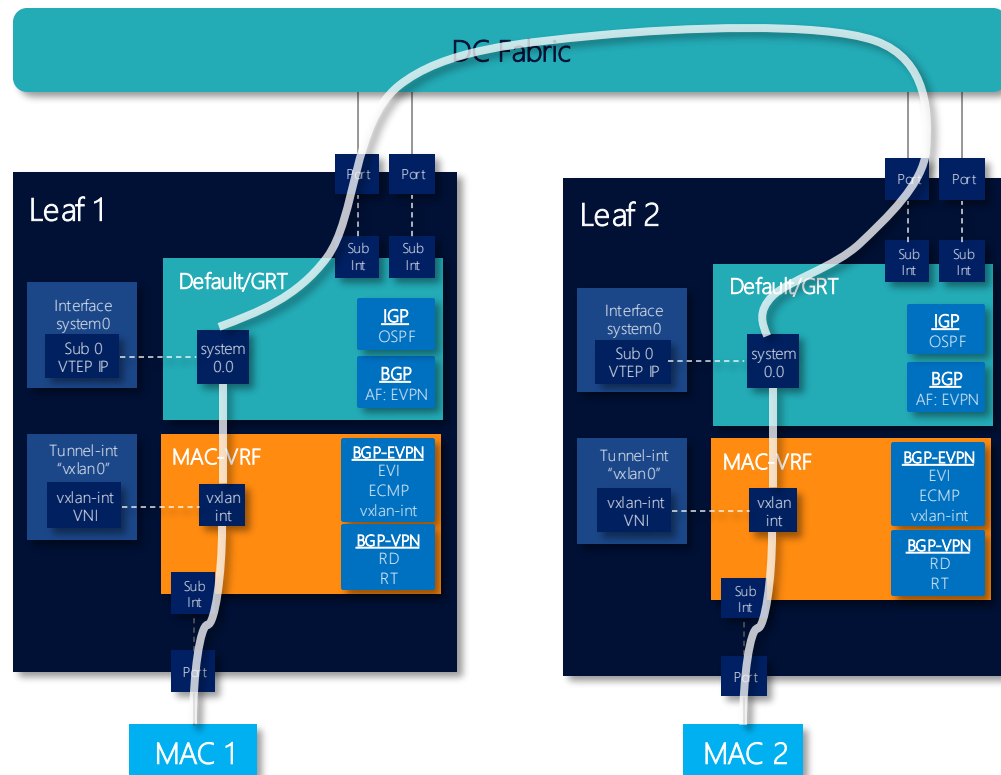 DC Fabric
Leaf 1
Port
Port
Sub
Int
Sub
Int
Default/GRT
Interface
system0
Sub 0
VTEP IP
system
0.0
IGP
OSPF
BGP
AF: EVPN
Tunnel-int
“vxlan0”
vxlan-int
VNI
MAC-VRF
vxlan
int
BGP-EVPN
EVI
ECMP
vxlan-int
BGP-VPN
RD
RT
Sub
Int
Port
MAC 1
Leaf 2
Port
Port
Sub
Int
Sub
Int
Default/GRT
Interface
system0
Sub 0
VTEP IP
system
0.0
IGP
OSPF
BGP
AF: EVPN
Tunnel-int
“vxlan0”
vxlan-int
VNI
MAC-VRF
vxlan
int
BGP-EVPN
EVI
ECMP
vxlan-int
BGP-VPN
RD
RT
Sub
Int
Port
MAC 2